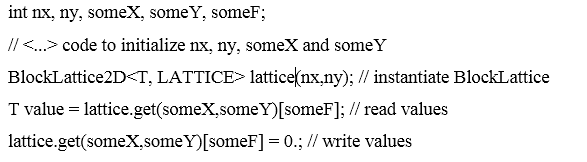 int nx, ny, someX, someY, someF;
// <...> code to initialize nx, ny, someX and someY
BlockLattice2D<T, LATTICE> lattice(nx,ny); // instantiate BlockLattice
T value = lattice.get(someX,someY)[someF]; // read values
lattice.get(someX,someY)[someF] = 0.; // write values